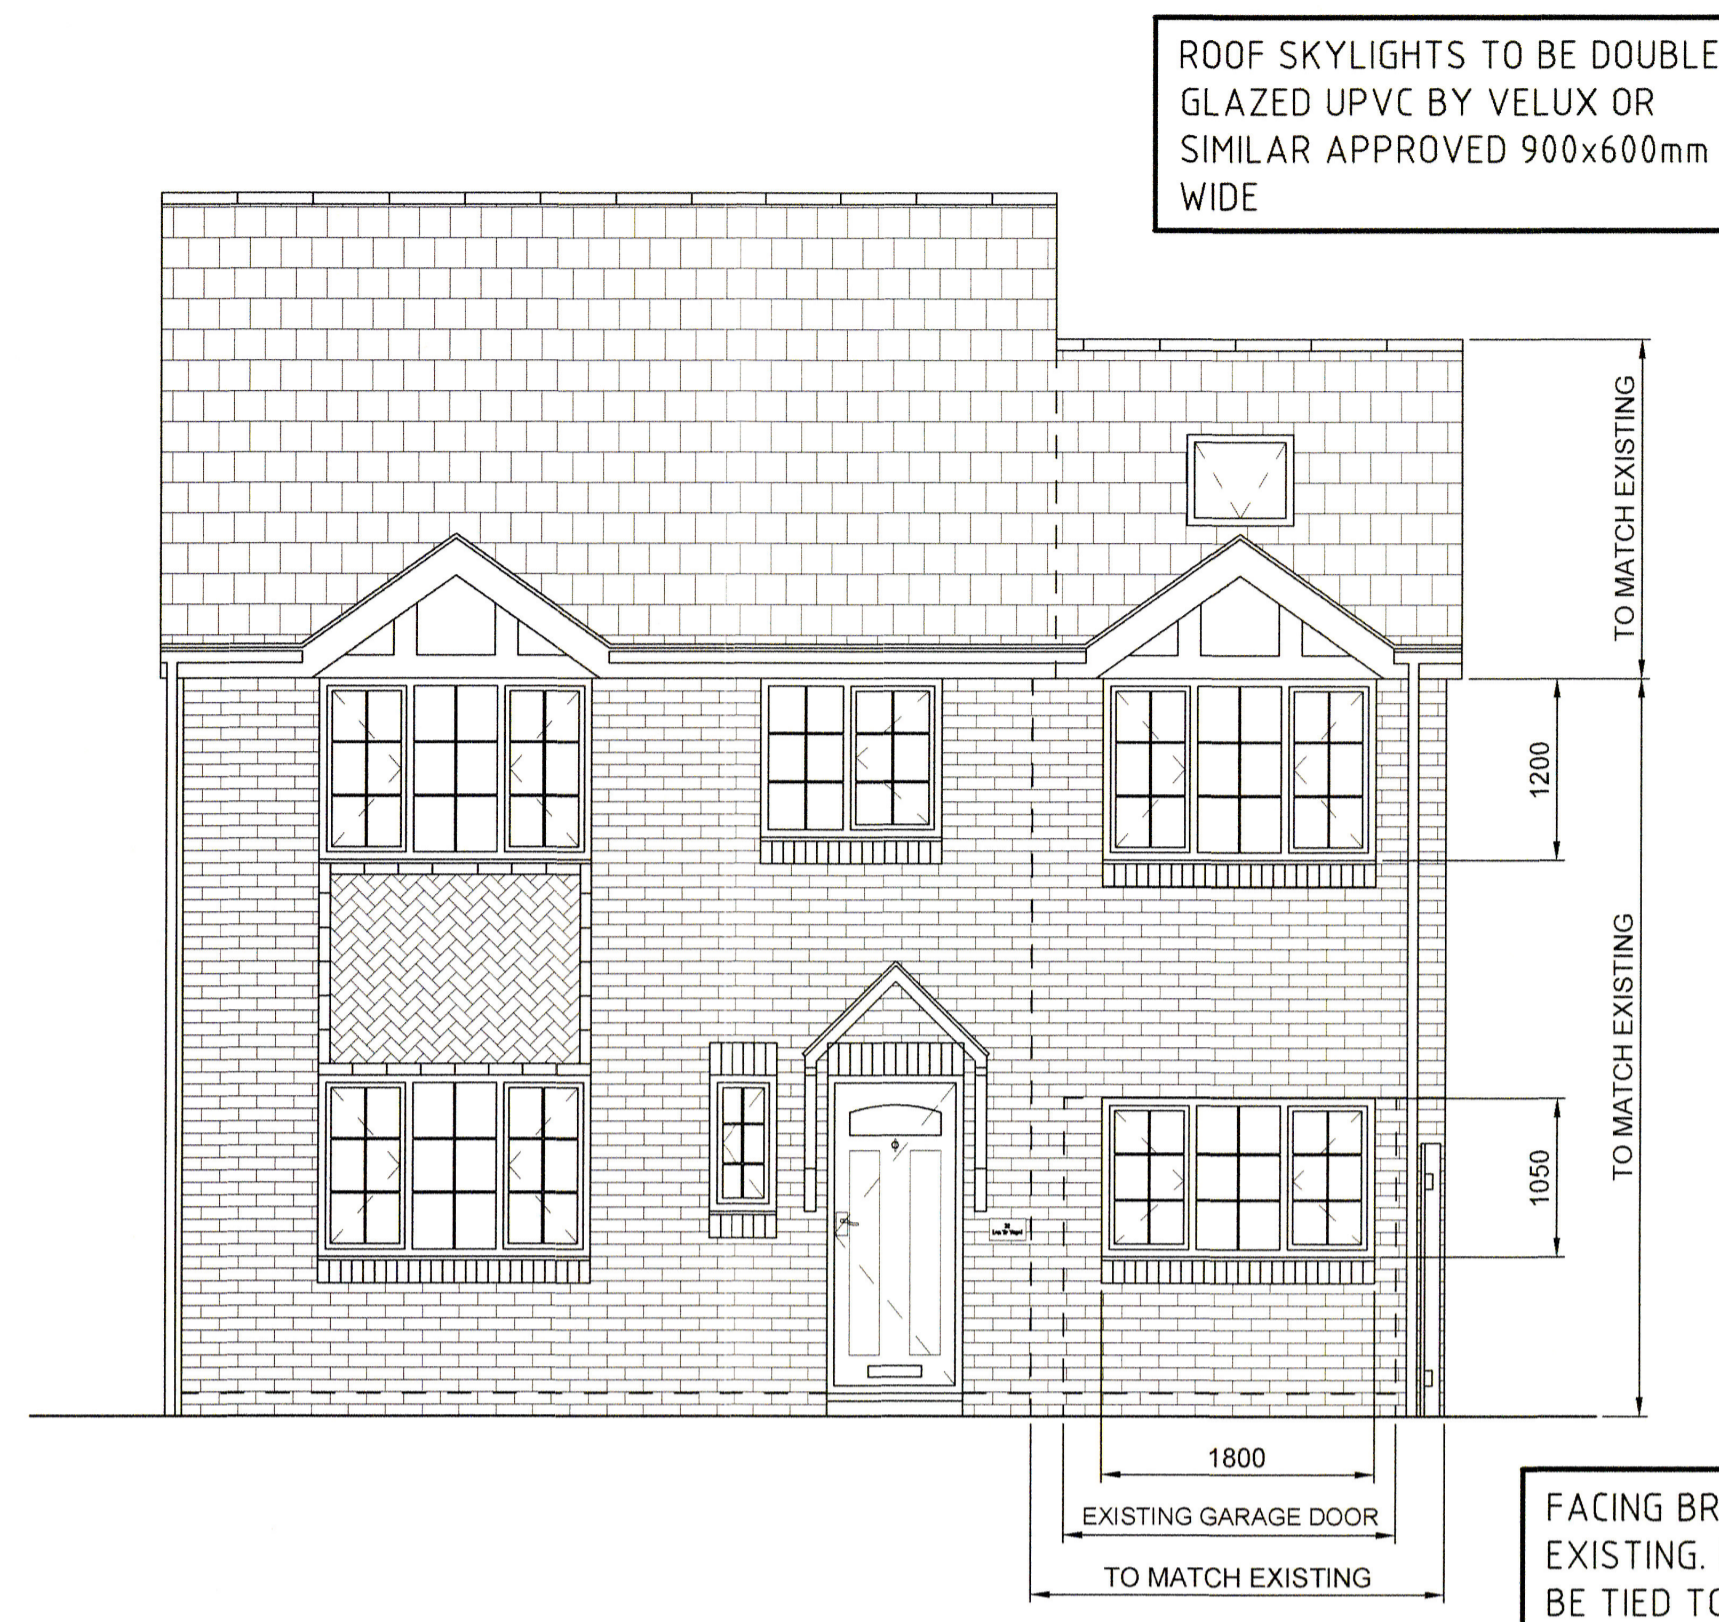 ROOF SKYLIGHTS TO BE DOUBLE
GLAZED UPVC BY VELUX OR
SIMILAR APPROVED 900x600mm
WIDE
TO MATCH EXISTING
1200
TO MATCH EXISTING
1050
1800
EXISTING GARAGE DOOR
TO MATCH EXISTING
FACING BR
EXISTING.
BE TIED TO